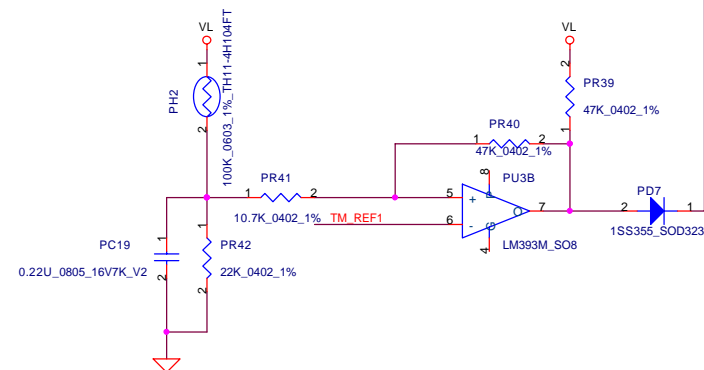 VL
1
PH2
2
100K_0603_1%_TH11-4H104FT
VL
2
PR39
47K_0402_1%
1
PR40
1
2
47K_0402_1%
PR41
1
2
10.7K_0402_1%
TM_REF1
PU3B
8
P
5
+
6
-
G
O
7
4
LM393M_SO8
PD7
2
1
1SS355_SOD323
1
PC19
2
0.22U_0805_16V7K_V2
1
PR42
22K_0402_1%
2